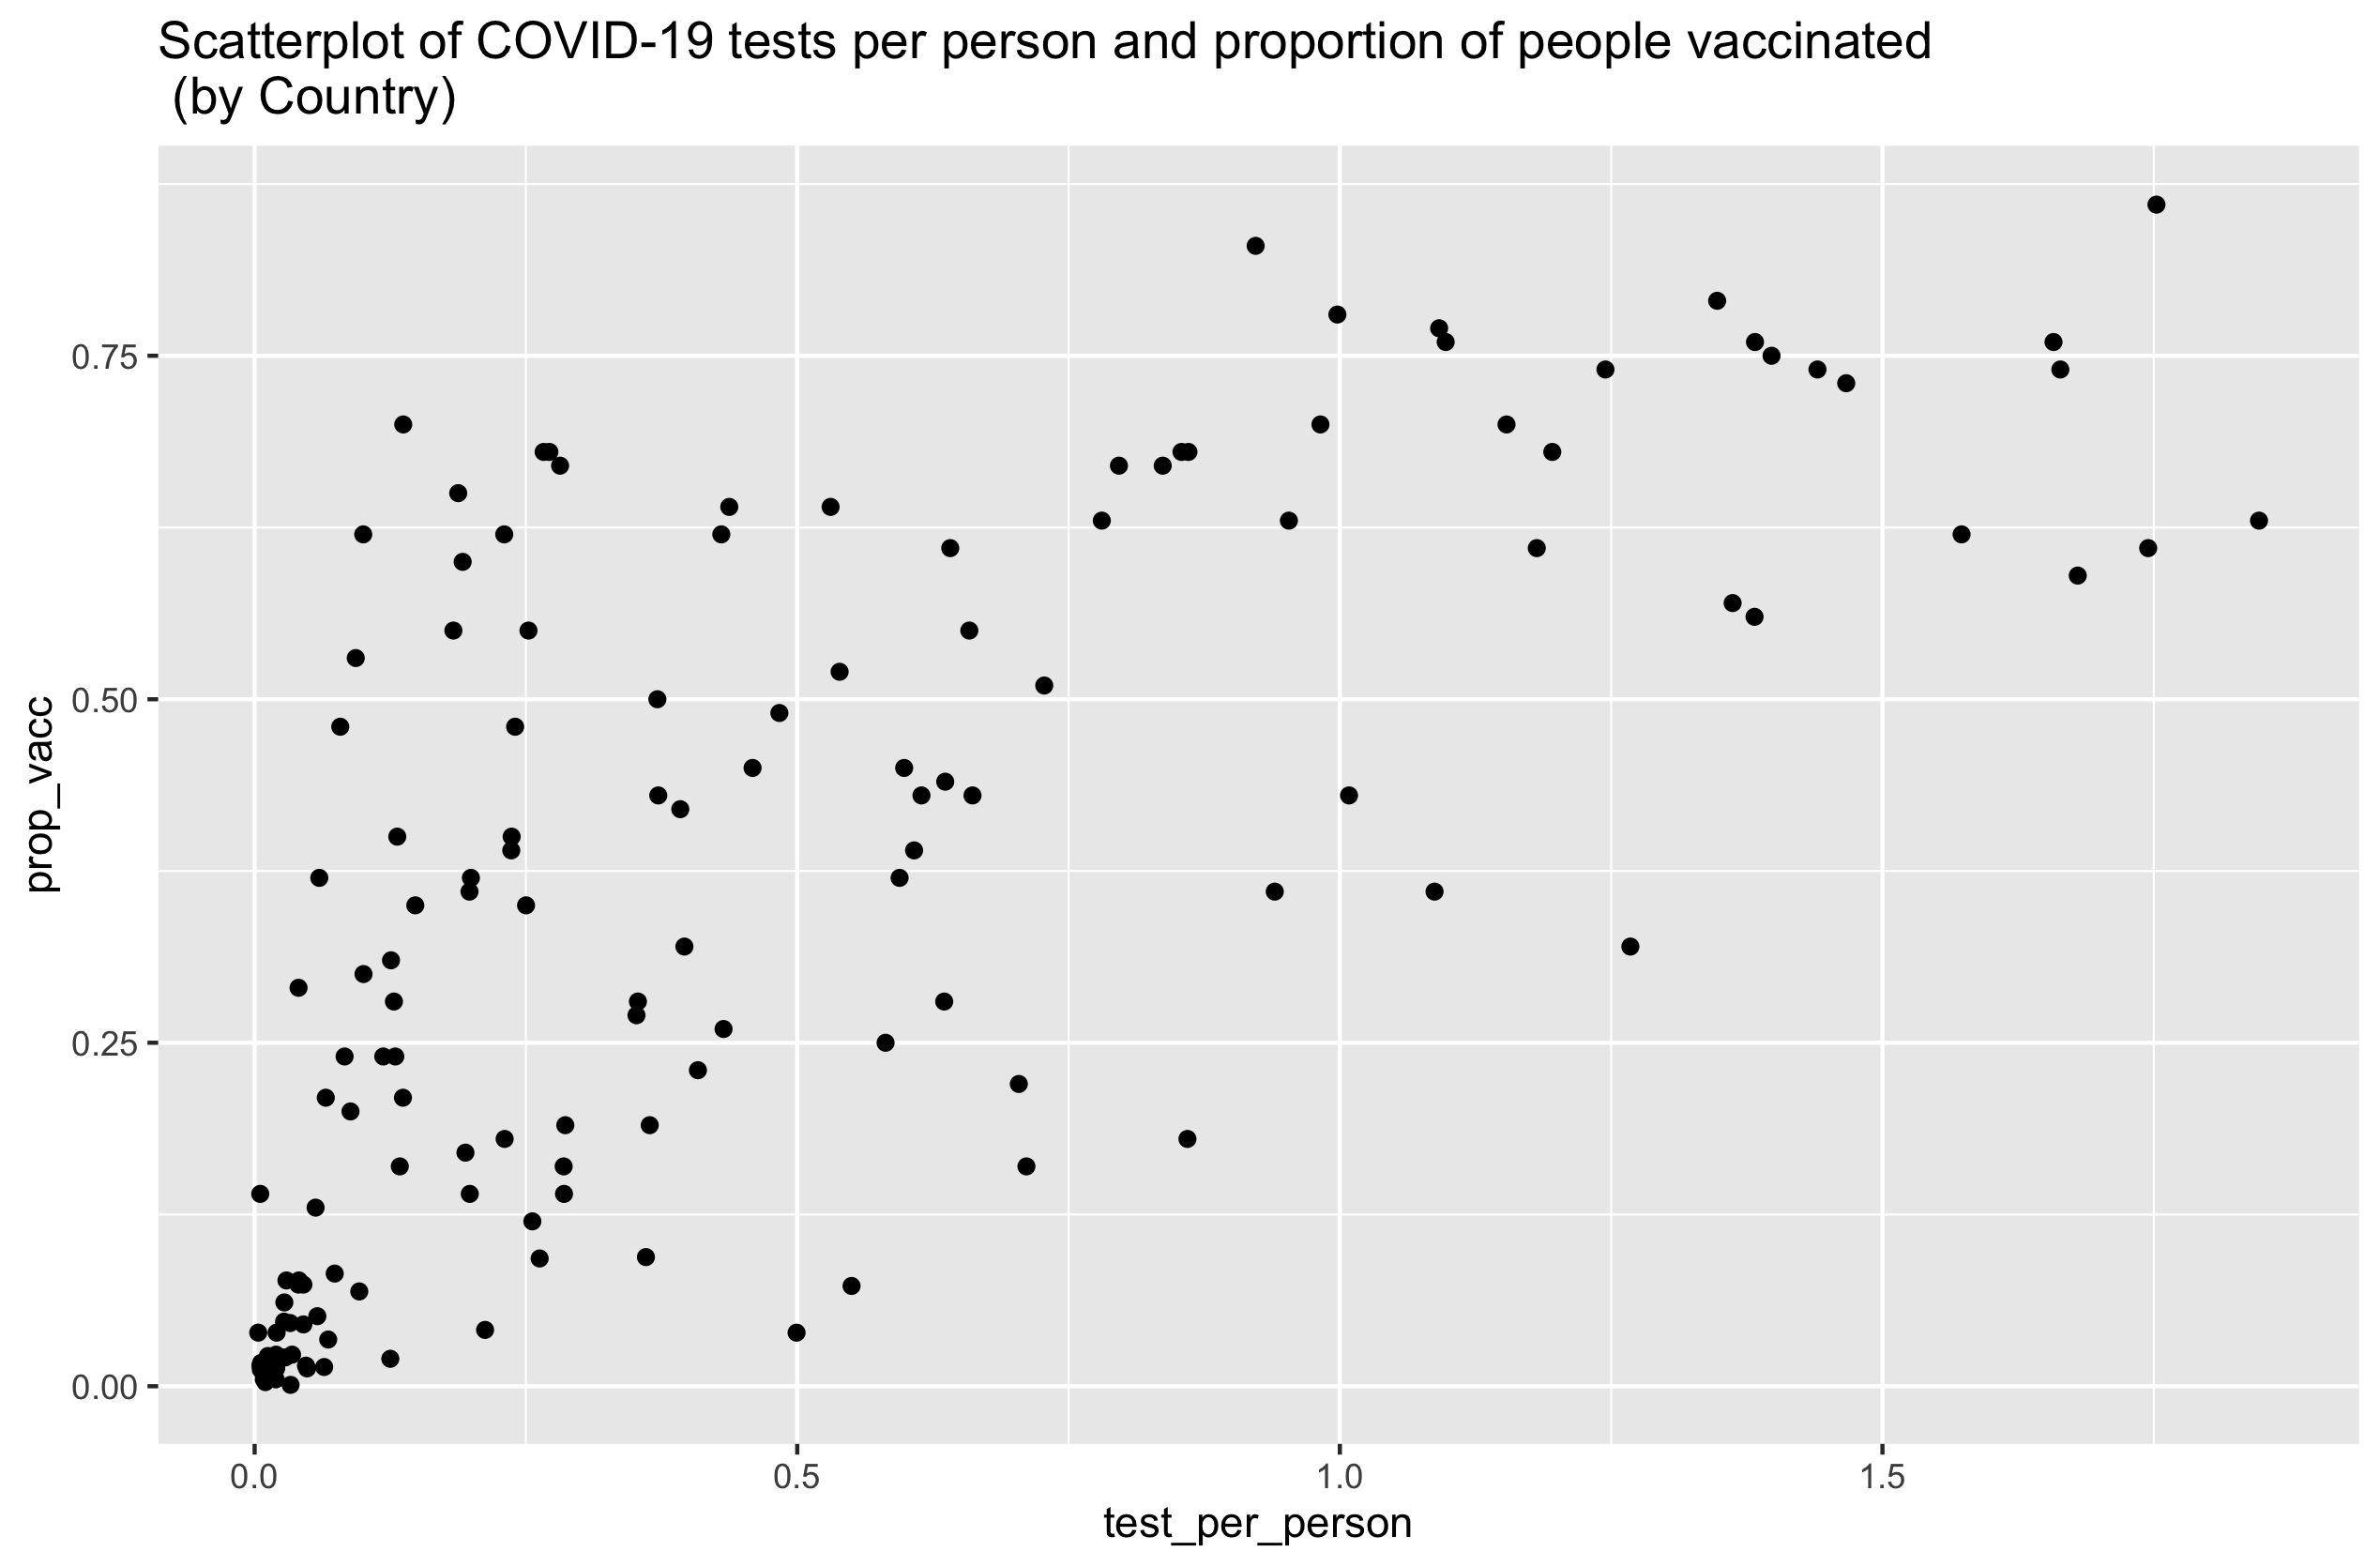 Scatterplot of COVID-19 tests per person and proportion of people vaccinated
(by Country)
0.75
0.50
0.25
0.00
prop_vacc
0.0 0.5 1.0 1.5
test_per_person